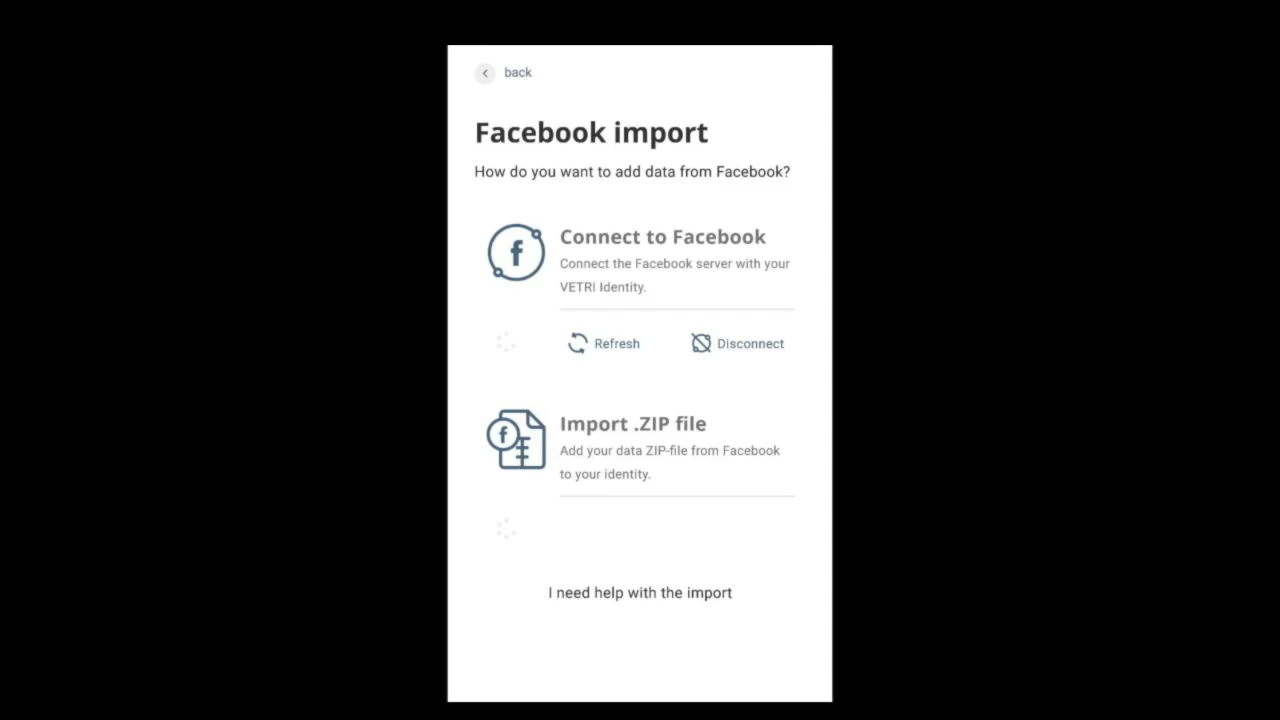 back
Facebook import
How do you want to add data from Facebook?
Connect to Facebook
Connect the Facebook server with your
VETRI Identity.
Refresh
Disconnect
Import .ZIP file
Add your data ZIP-file from Facebook
to your identity.
I need help with the import